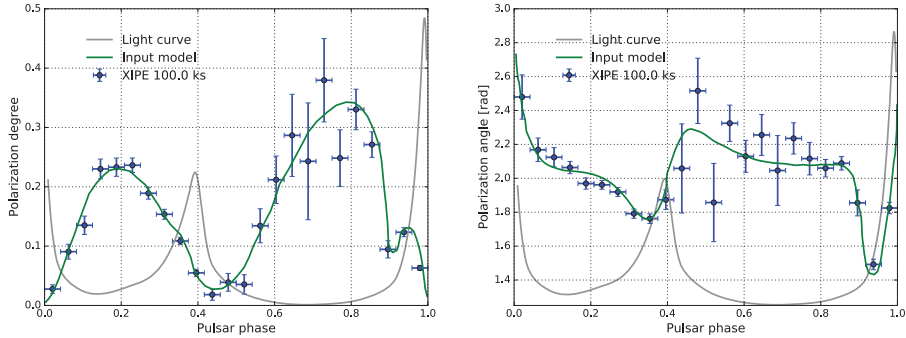 0.5
0.4
0.3
0.2
0.1
0.0
Polarization degree
Light curve
Input model
XIPE 100.0 ks
0.0 0.2 0.4 0.6 0.8 1.0
Pulsar phase
3.0
2.8
2.6
2.4
2.2
2.0
1.8
1.6
1.4
Polarization angle [rad]
Light curve
Input model
XIPE 100.0 ks
0.0 0.2 0.4 0.6 0.8 1.0
Pulsar phase